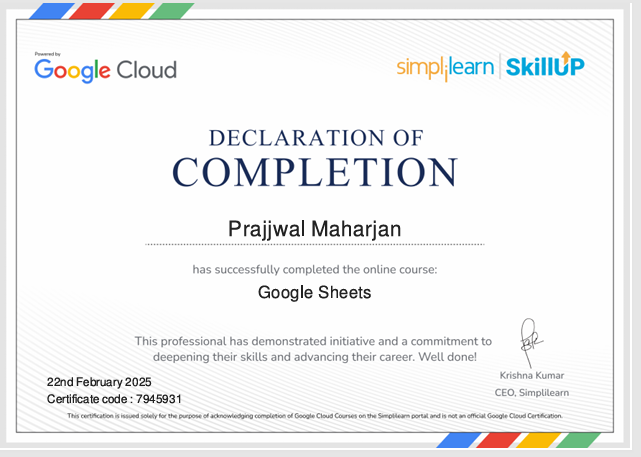 Powered by
Google Cloud
simplilearn SkillUP
DECLARATION OF
COMPLETION
Prajjwal Maharjan
has successfully completed the online course:
Google Sheets
This professional has demonstrated initiative and a commitment to
deepening their skills and advancing their career. Well done!
22nd February 2025
Certificate code : 7945931
Krishna Kumar
CEO, Simplilearn
This certification is issued solely for the purpose of acknowledging completion of Google Cloud Courses on the Simplilearn portal and is not an official Google Cloud Certification.